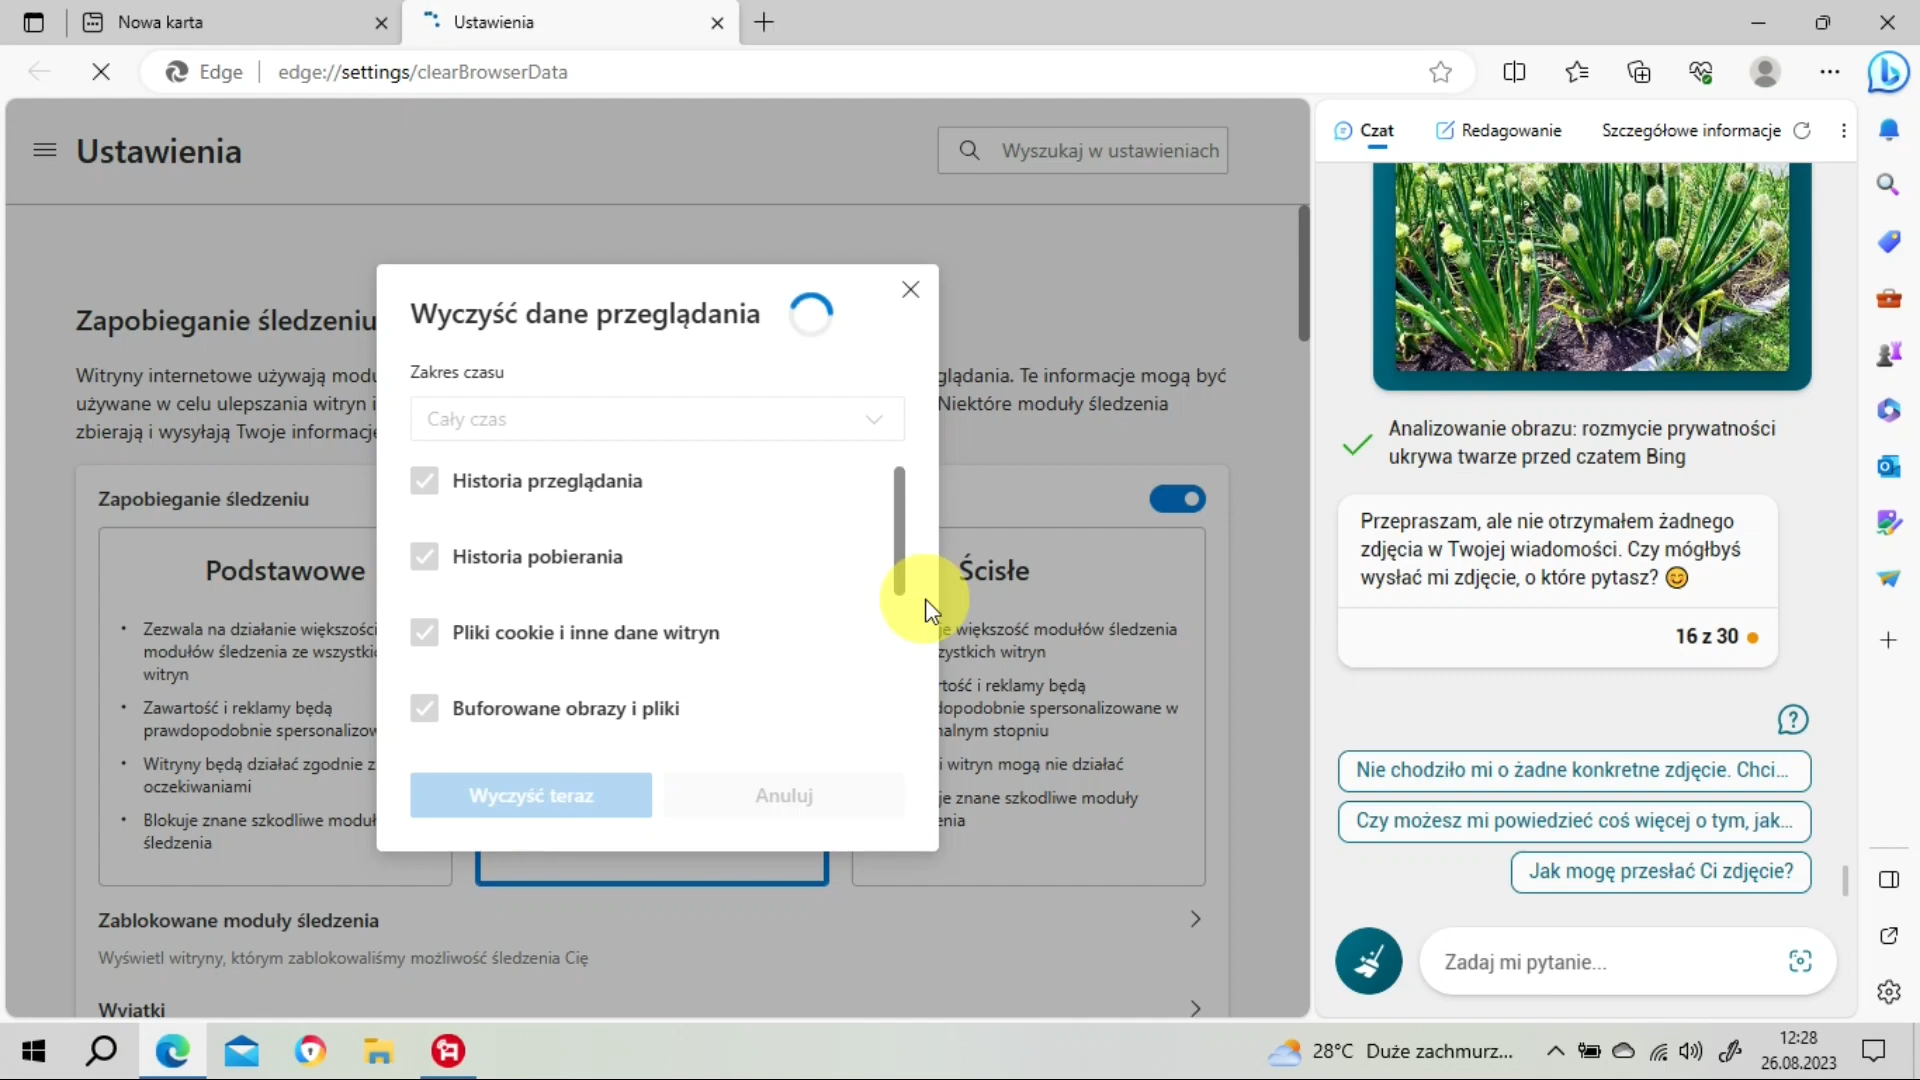 Nowa karta
Ustawienia
Edge
edge://settings/clearBrowserData
Ustawienia
Wyszukaj w ustawieniach
Zapobieganie śledzeniu
Witryny internetowe używają
glądania. Te informacje mogą być
używane w celu ulepszania witryn i
Niektóre moduły śledzenia
zbierają i wysyłają Twoje informacje
Zapobieganie śledzeniu
Podstawowe
• Zezwala na działanie większości
modułów śledzenia ze wszystki
witryn
• Zawartość i reklamy będą
prawdopodobnie spersonalizow
• Witryny będą działać zgodnie z
oczekiwaniami
• Blokuje znane szkodliwe moduł
śledzenia
Ścisłe
je większość modułów śledzenia
zystkich witryn
rtość i reklamy będą
dopodobnie spersonalizowane w
nalnym stopniu
i witryn mogą nie działać
je znane szkodliwe moduły
enia
Zablokowane moduły śledzenia
Wyświetl witryny, którym zablokowaliśmy możliwość śledzenia Cię
Wyjątki
Wyczyść dane przeglądania
Zakres czasu
Cały czas
Historia przeglądania
Historia pobierania
Pliki cookie i inne dane witryn
Buforowane obrazy i pliki
Wyczyść teraz
Anuluj
Czat
Redagowanie
Szczegółowe informacje
Analizowanie obrazu: rozmycie prywatności
ukrywa twarze przed czatem Bing
Przepraszam, ale nie otrzymałem żadnego
zdjęcia w Twojej wiadomości. Czy mógłbyś
wysłać mi zdjęcie, o które pytasz? 😊
16 z 30
Nie chodziło mi o żadne konkretne zdjęcie. Chci...
Czy możesz mi powiedzieć coś więcej o tym, jak...
Jak mogę przesłać Ci zdjęcie?
Zadaj mi pytanie...
28°C Duże zachmurz...
12:28
26.08.2023